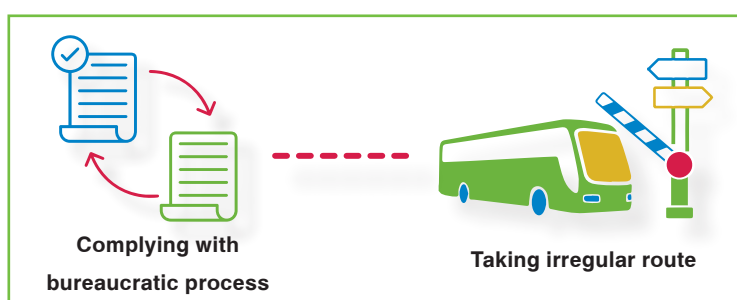 Complying with
bureaucratic process
Taking irregular route